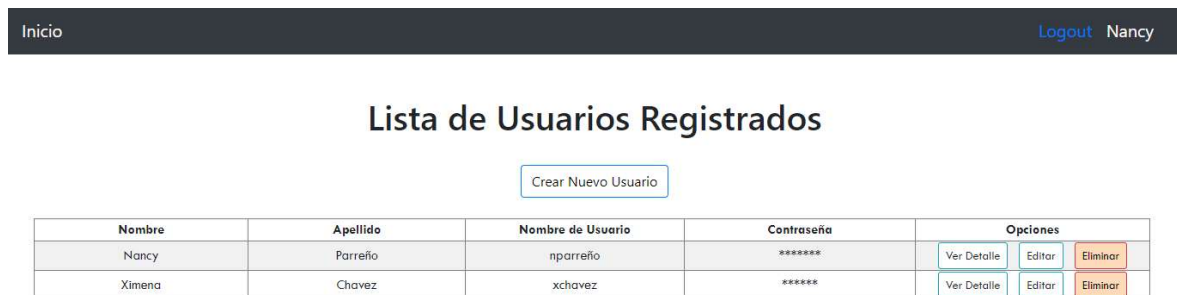 Inicio Logout Nancy
Lista de Usuarios Registrados
Crear Nuevo Usuario
Nombre Apellido Nombre de Usuario Contraseña Opciones
Nancy Parreño nparreño ******* Ver Detalle Editar Eliminar
Ximena Chavez xchavez ****** Ver Detalle Editar Eliminar